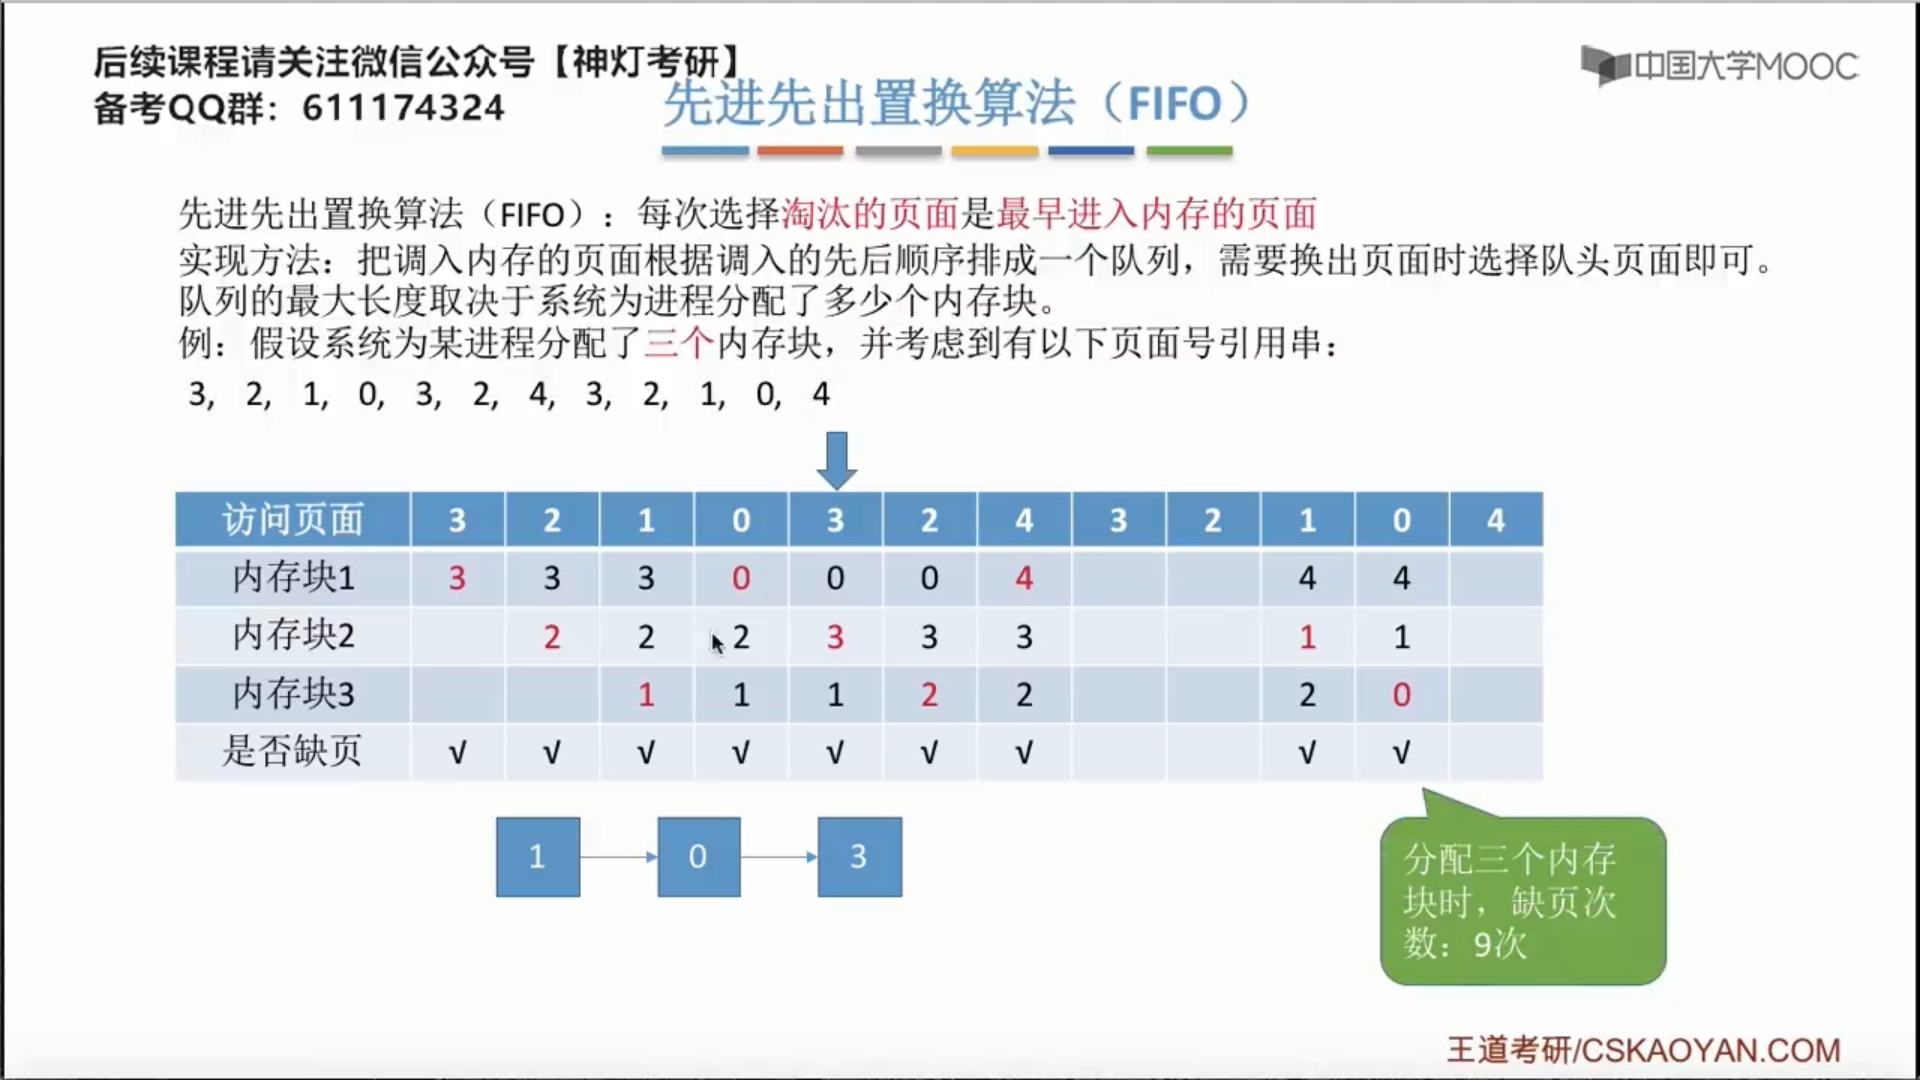 后续课程请关注微信公众号【神灯考研】
备考QQ群：611174324
中国大学MOOC
先进先出置换算法（FIFO）
先进先出置换算法（FIFO）：每次选择淘汰的页面是最早进入内存的页面
实现方法：把调入内存的页面根据调入的先后顺序排成一个队列，需要换出页面时选择队头页面即可。
队列的最大长度取决于系统为进程分配了多少个内存块。
例：假设系统为某进程分配了三个内存块，并考虑到有以下页面号引用串：
3, 2, 1, 0, 3, 2, 4, 3, 2, 1, 0, 4
访问页面 3 2 1 0 3 2 4 3 2 1 0 4
内存块1 3 3 3 0 0 0 4 4 4
内存块2 2 2 2 3 3 3 1 1
内存块3 1 1 1 2 2 2 0
是否缺页 √ √ √ √ √ √ √ √ √
1 0 3
分配三个内存
块时，缺页次
数：9次
王道考研/CSKAOYAN.COM